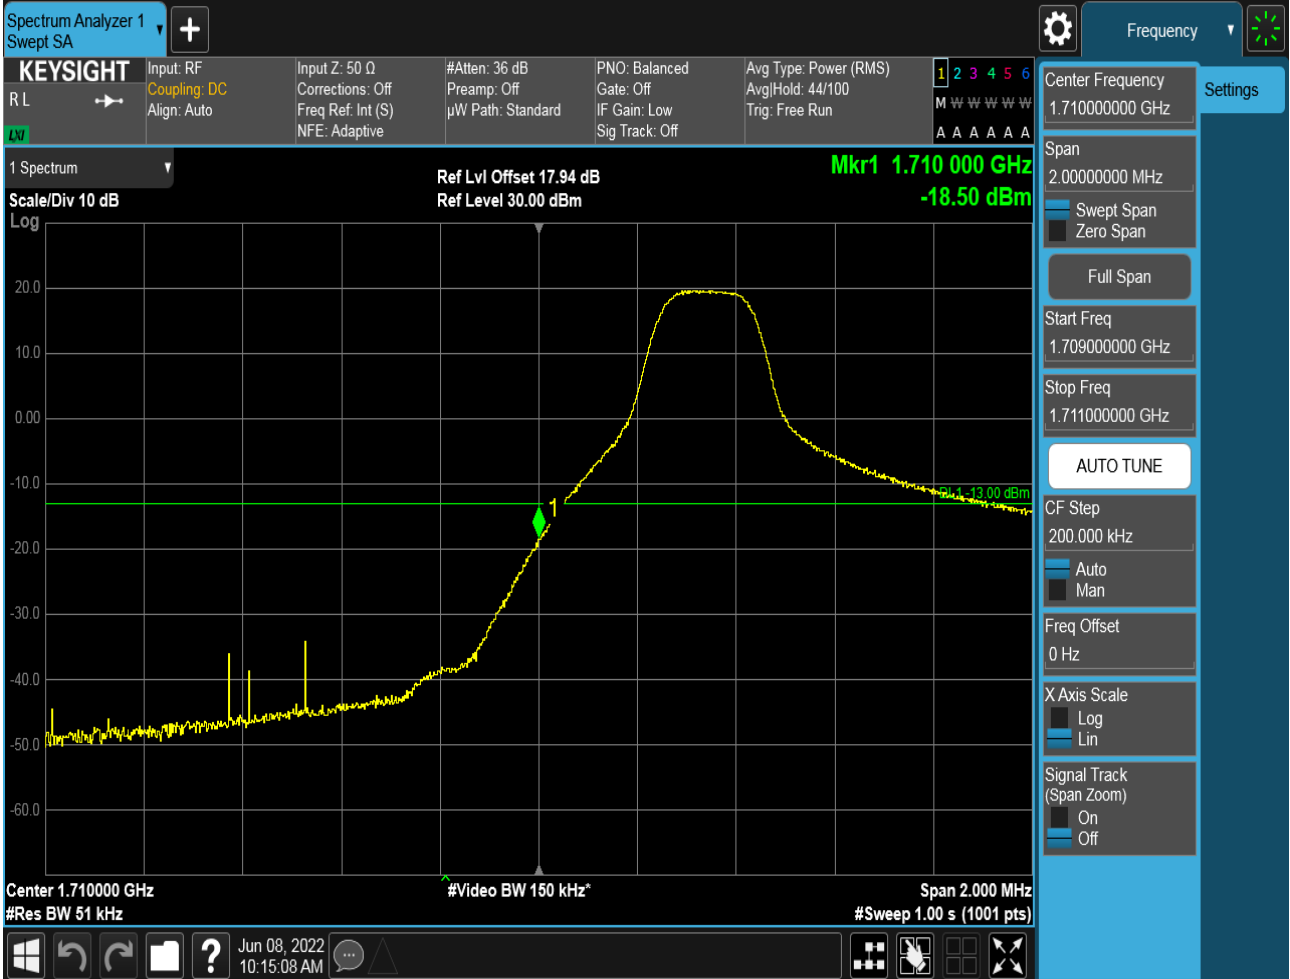 Spectrum Analyzer 1
Swept SA
Frequency
KEYSIGHT
R L
LXI
Input: RF
Coupling: DC
Align: Auto
Input Z: 50 Ω
Corrections: Off
Freq Ref: Int (S)
NFE: Adaptive
#Atten: 36 dB
Preamp: Off
µW Path: Standard
PNO: Balanced
Gate: Off
IF Gain: Low
Sig Track: Off
Avg Type: Power (RMS)
Avg|Hold: 44/100
Trig: Free Run
1 2 3 4 5 6
M W W W W W
A A A A A A
1 Spectrum
Scale/Div 10 dB
Log
Ref Lvl Offset 17.94 dB
Ref Level 30.00 dBm
Mkr1 1.710 000 GHz
-18.50 dBm
20.0
10.0
0.00
-10.0
-20.0
-30.0
-40.0
-50.0
-60.0
1
DL1 -13.00 dBm
Center 1.710000 GHz
#Res BW 51 kHz
#Video BW 150 kHz*
Span 2.000 MHz
#Sweep 1.00 s (1001 pts)
Center Frequency
1.710000000 GHz
Settings
Span
2.00000000 MHz
Swept Span
Zero Span
Full Span
Start Freq
1.709000000 GHz
Stop Freq
1.711000000 GHz
AUTO TUNE
CF Step
200.000 kHz
Auto
Man
Freq Offset
0 Hz
X Axis Scale
Log
Lin
Signal Track
(Span Zoom)
On
Off
?
Jun 08, 2022
10:15:08 AM